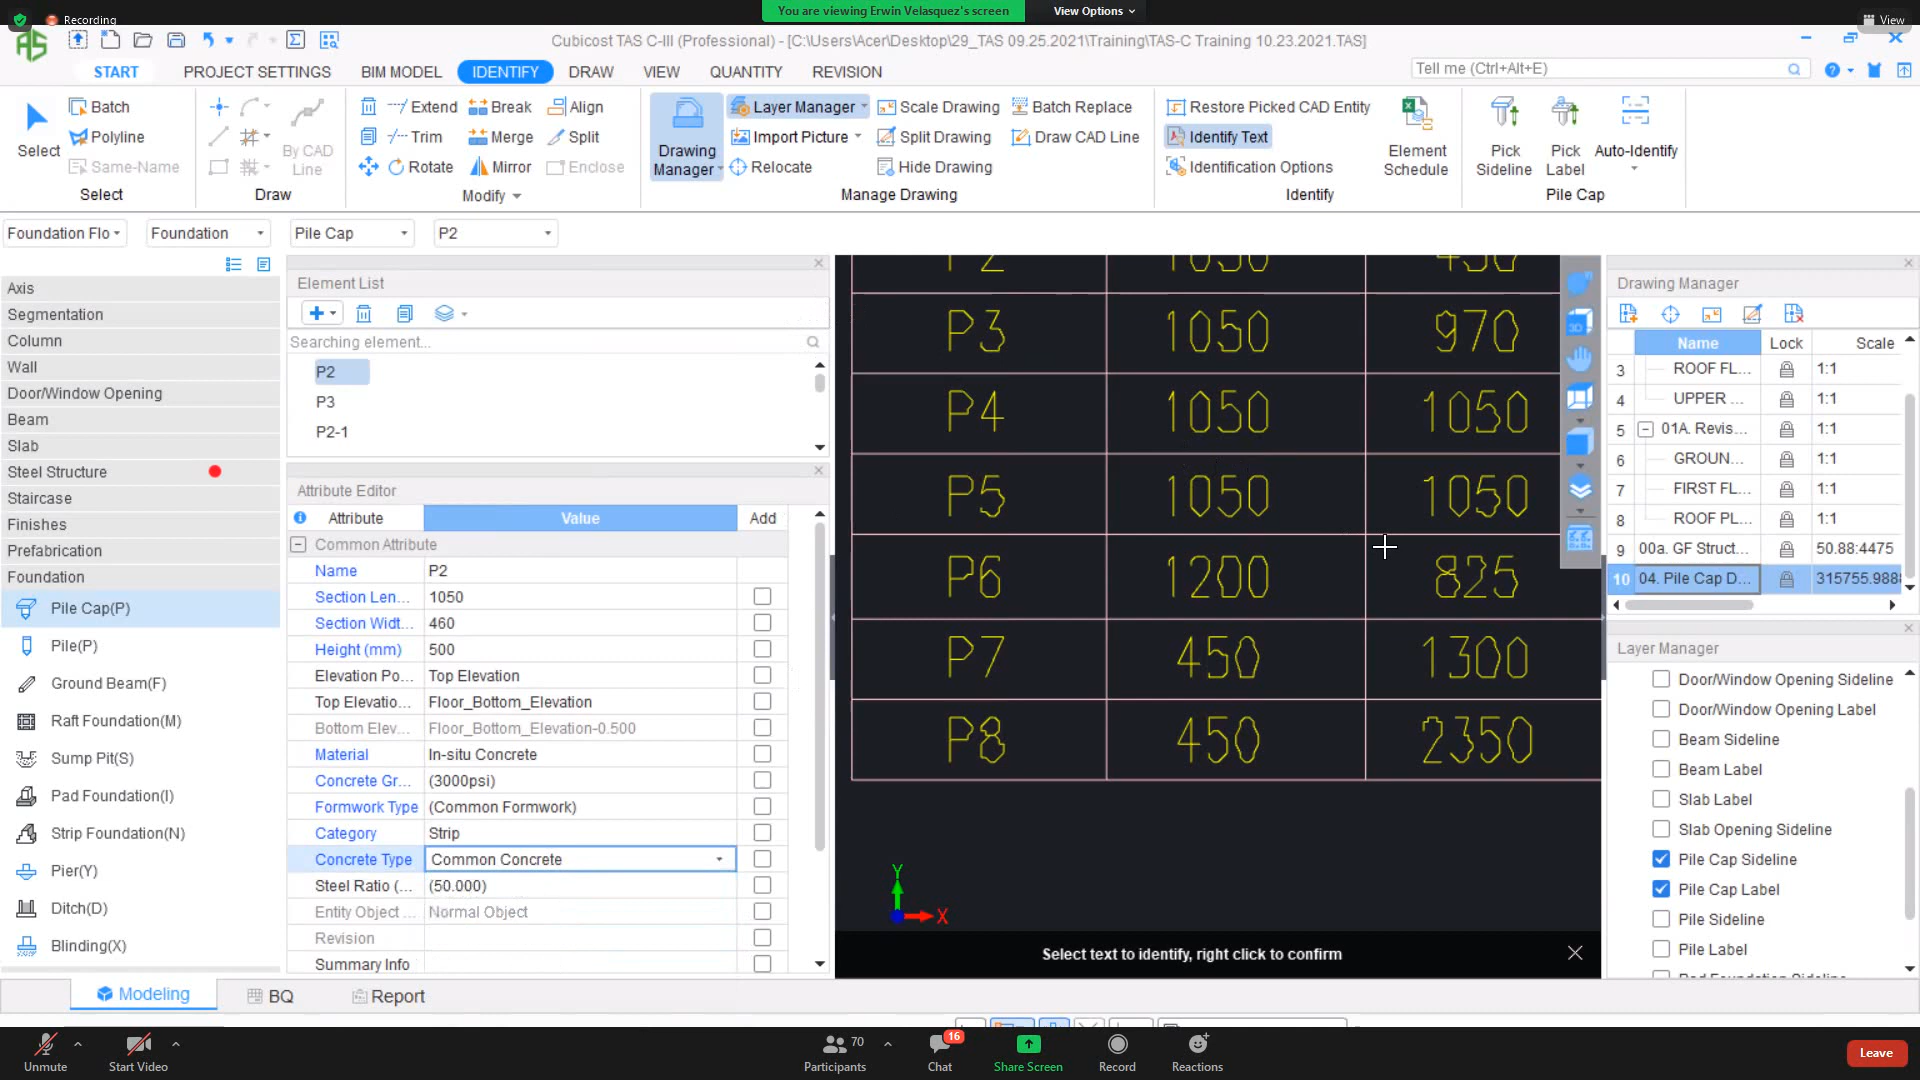 Recording
You are viewing Erwin Velasquez's screen
View Options
View
Cubicost TAS C-III (Professional) - [C:\Users\Acer\Desktop\29_TAS 09.25.2021\Training\TAS-C Training 10.23.2021.TAS]
START
PROJECT SETTINGS
BIM MODEL
IDENTIFY
DRAW
VIEW
QUANTITY
REVISION
Tell me (Ctrl+Alt+E)
Select
Batch
Polyline
Same-Name
Select
By CAD
Line
Draw
Extend
Break
Align
Trim
Merge
Split
Rotate
Mirror
Enclose
Modify
Drawing
Manager
Layer Manager
Import Picture
Relocate
Scale Drawing
Split Drawing
Hide Drawing
Batch Replace
Draw CAD Line
Manage Drawing
Restore Picked CAD Entity
Identify Text
Identification Options
Element
Schedule
Identify
Pick
Sideline
Pick
Label
Auto-Identify
Pile Cap
Foundation Flo
Foundation
Pile Cap
P2
Axis
Segmentation
Column
Wall
Door/Window Opening
Beam
Slab
Steel Structure
Staircase
Finishes
Prefabrication
Foundation
Pile Cap(P)
Pile(P)
Ground Beam(F)
Raft Foundation(M)
Sump Pit(S)
Pad Foundation(I)
Strip Foundation(N)
Pier(Y)
Ditch(D)
Blinding(X)
Element List
Searching element...
P2
P3
P2-1
Attribute Editor
Attribute Value Add
Common Attribute
Name P2
Section Len... 1050
Section Widt... 460
Height (mm) 500
Elevation Po... Top Elevation
Top Elevatio... Floor_Bottom_Elevation
Bottom Elev... Floor_Bottom_Elevation-0.500
Material In-situ Concrete
Concrete Gr... (3000psi)
Formwork Type (Common Formwork)
Category Strip
Concrete Type Common Concrete
Steel Ratio (... (50.000)
Entity Object ... Normal Object
Revision
Summary Info
P3 1050 970
P4 1050 1050
P5 1050 1050
P6 1200 825
P7 450 1300
P8 450 2350
Y
X
3D
Select text to identify, right click to confirm
Drawing Manager
Name Lock Scale
3 ROOF FL... 1:1
4 UPPER ... 1:1
5 01A. Revis... 1:1
6 GROUN... 1:1
7 FIRST FL... 1:1
8 ROOF PL... 1:1
9 00a. GF Struct... 50.88:4475
10 04. Pile Cap D... 315755.988
Layer Manager
Door/Window Opening Sideline
Door/Window Opening Label
Beam Sideline
Beam Label
Slab Label
Slab Opening Sideline
Pile Cap Sideline
Pile Cap Label
Pile Sideline
Pile Label
Modeling
BQ
Report
Unmute
Start Video
70
Participants
16
Chat
Share Screen
Record
Reactions
Leave